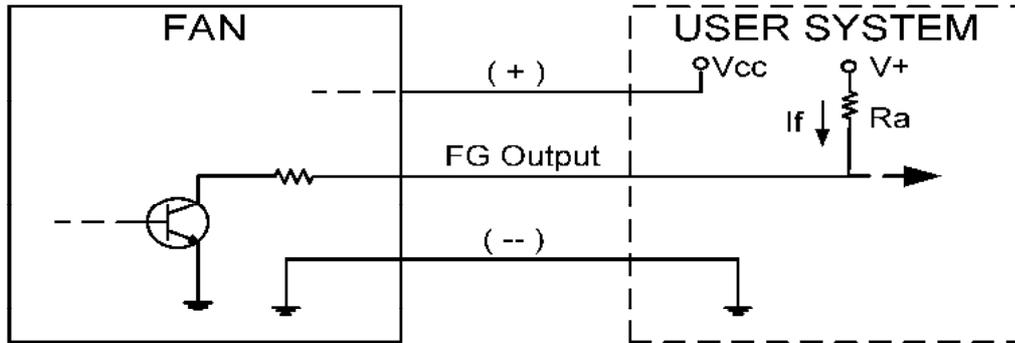 FAN
USER SYSTEM
( + )
Vcc
V+
If
Ra
FG Output
( -- )